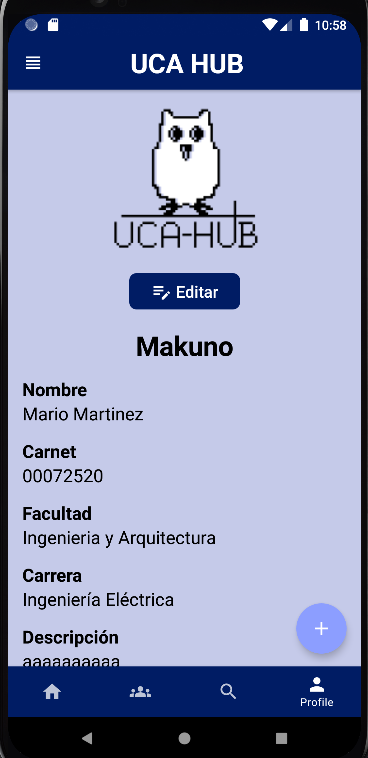 10:58
UCA HUB
UCA-HUB
Editar
Makuno
Nombre
Mario Martinez
Carnet
00072520
Facultad
Ingenieria y Arquitectura
Carrera
Ingeniería Eléctrica
Descripción
aaaaaaaaaa
Profile